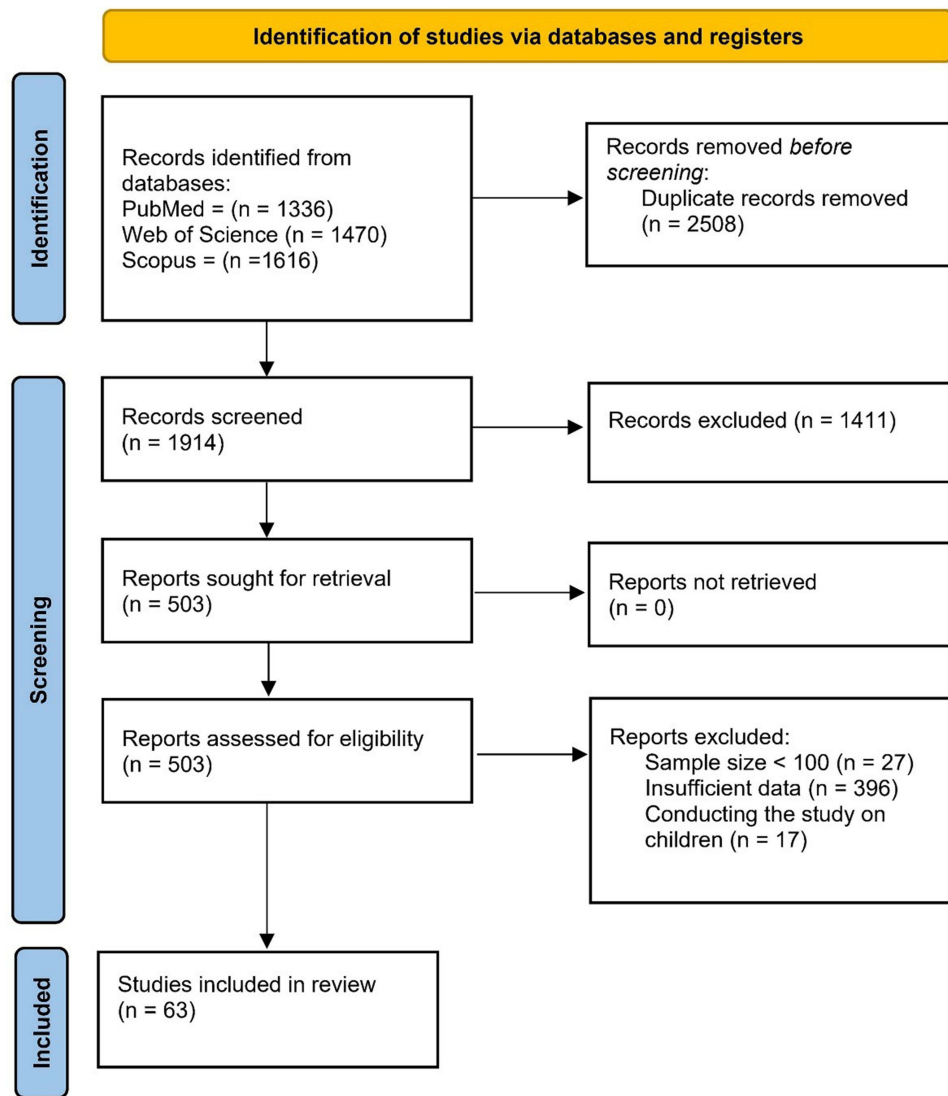 Identification of studies via databases and registers
Identification
Records identified from
databases:
PubMed = (n = 1336)
Web of Science (n = 1470)
Scopus = (n =1616)
Records removed before
screening:
Duplicate records removed
(n = 2508)
Screening
Records screened
(n = 1914)
Records excluded (n = 1411)
Reports sought for retrieval
(n = 503)
Reports not retrieved
(n = 0)
Reports assessed for eligibility
(n = 503)
Reports excluded:
Sample size < 100 (n = 27)
Insufficient data (n = 396)
Conducting the study on
children (n = 17)
Included
Studies included in review
(n = 63)